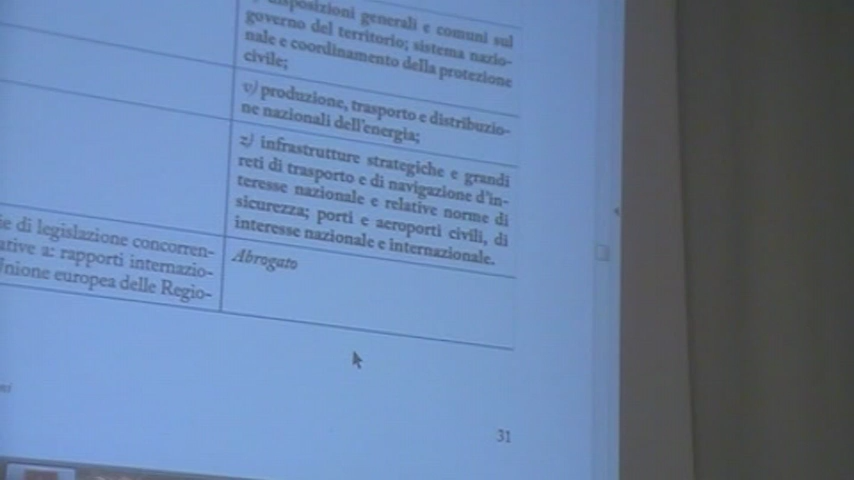 disposizioni generali e comuni sul
governo del territorio; sistema nazio-
nale e coordinamento della protezione
civile;
v) produzione, trasporto e distribuzio-
ne nazionali dell'energia;
z) infrastrutture strategiche e grandi
reti di trasporto e di navigazione d'in-
teresse nazionale e relative norme di
sicurezza; porti e aeroporti civili, di
interesse nazionale e internazionale.
ie di legislazione concorren-
ative a: rapporti internazio-
Unione europea delle Regio-
Abrogato
31